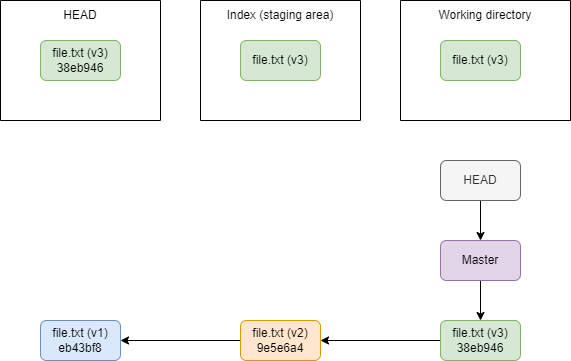 HEAD
Index (staging area)
Working directory
file.txt (v3)
38eb946
file.txt (v3)
file.txt (v3)
HEAD
Master
file.txt (v1)
eb43bf8
file.txt (v2)
9e5e6a4
file.txt (v3)
38eb946